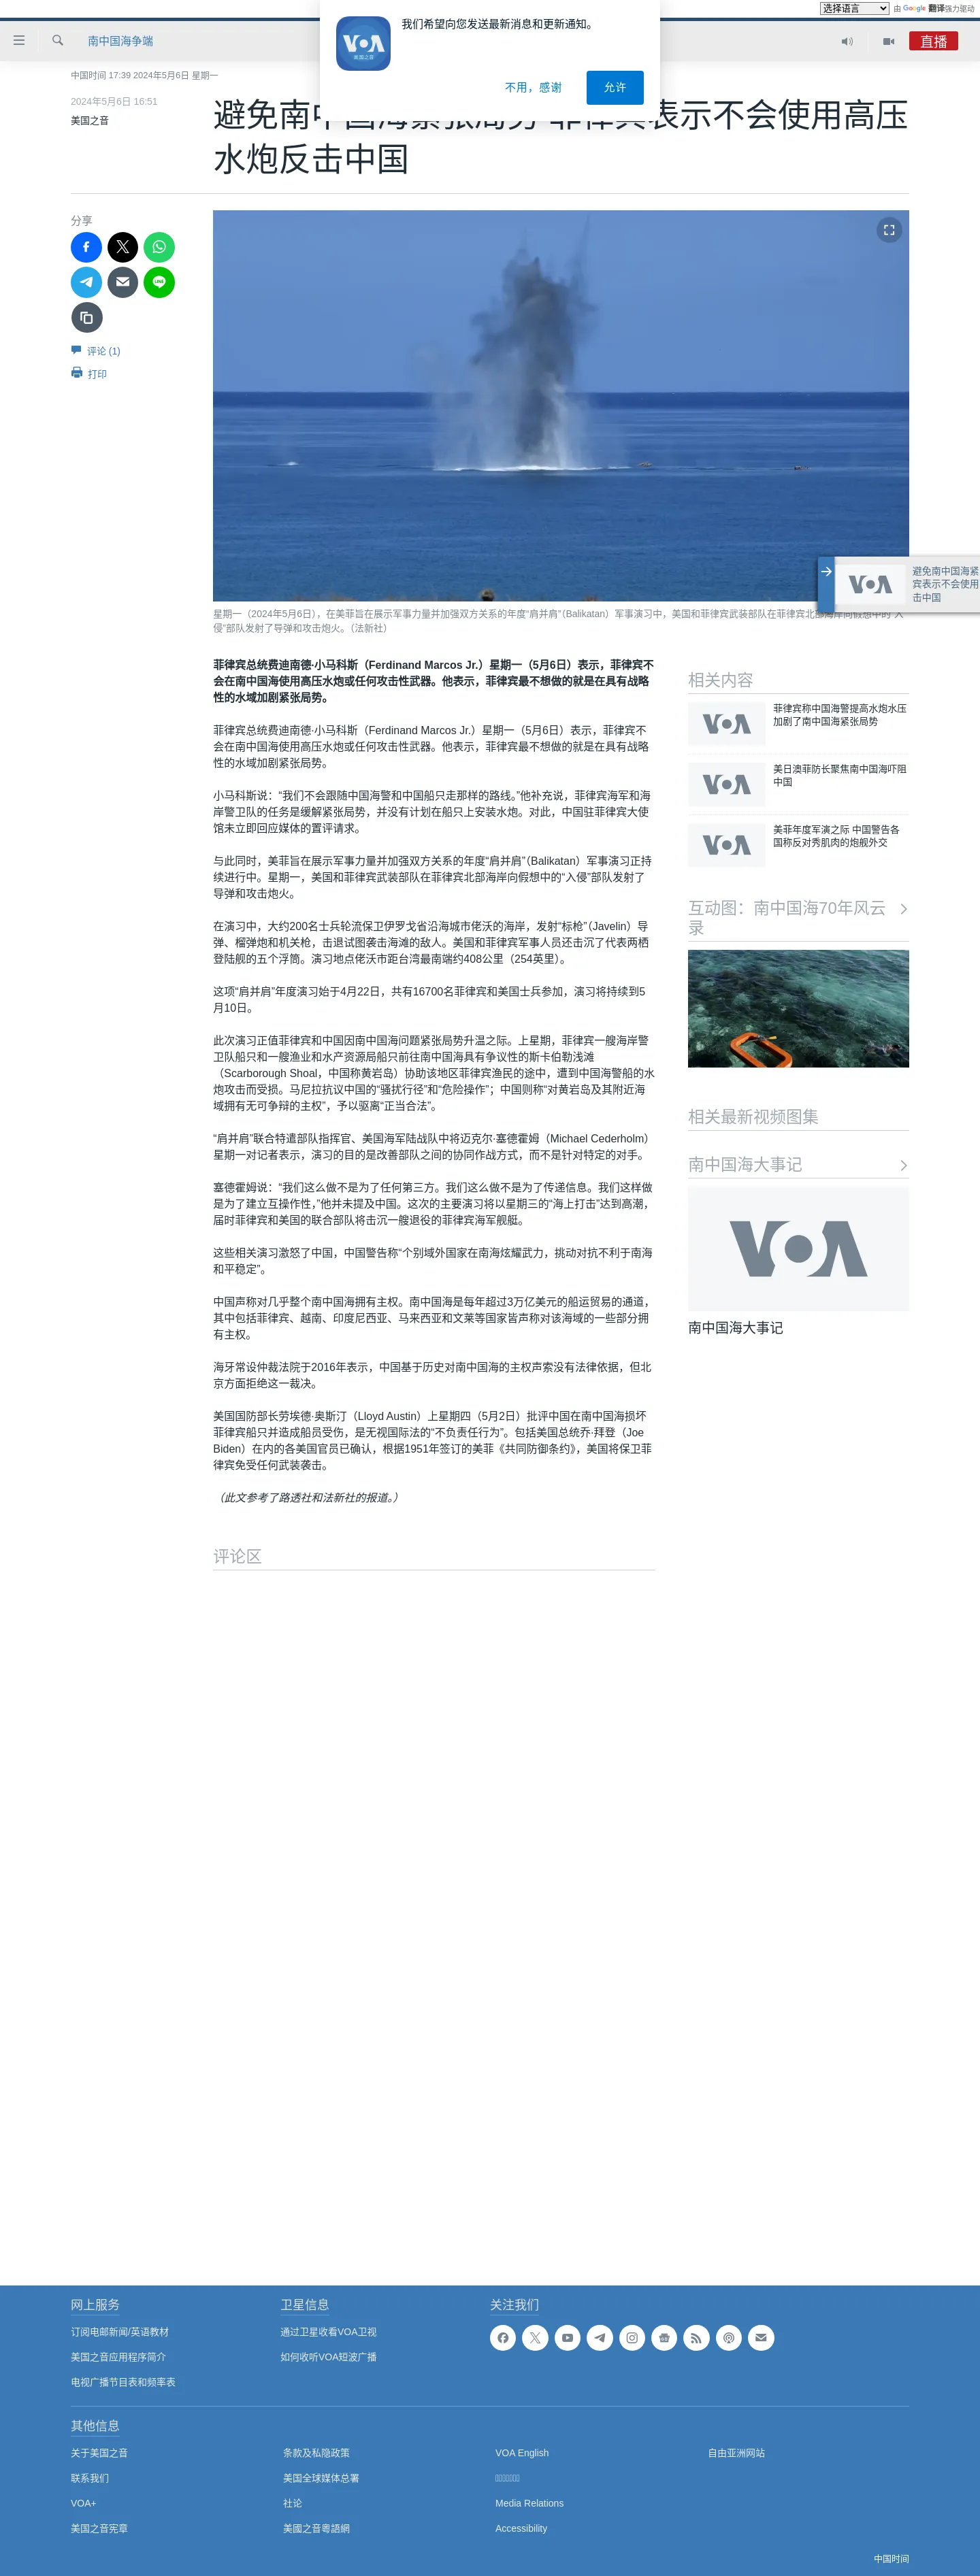 选择语言 由 Google 翻译强力驱动
南中国海争端
直播
VOA
美国之音
我们希望向您发送最新消息和更新通知。
不用，感谢
允许
中国时间 17:39 2024年5月6日 星期一
2024年5月6日 16:51
美国之音
水炮反击中国
分享
评论 (1)
打印
避免南中国海紧
宾表示不会使用
击中国
星期一（2024年5月6日），在美菲旨在展示军事力量并加强双方关系的年度“肩并肩”（Balikatan）军事演习中，美国和菲律宾武装部队在菲律宾北部海岸向假想中的“入
侵”部队发射了导弹和攻击炮火。（法新社）
菲律宾总统费迪南德·小马科斯（Ferdinand Marcos Jr.）星期一（5月6日）表示，菲律宾不
会在南中国海使用高压水炮或任何攻击性武器。他表示，菲律宾最不想做的就是在具有战略
性的水域加剧紧张局势。
菲律宾总统费迪南德·小马科斯（Ferdinand Marcos Jr.）星期一（5月6日）表示，菲律宾不
会在南中国海使用高压水炮或任何攻击性武器。他表示，菲律宾最不想做的就是在具有战略
性的水域加剧紧张局势。
小马科斯说：“我们不会跟随中国海警和中国船只走那样的路线。”他补充说，菲律宾海军和海
岸警卫队的任务是缓解紧张局势，并没有计划在船只上安装水炮。对此，中国驻菲律宾大使
馆未立即回应媒体的置评请求。
与此同时，美菲旨在展示军事力量并加强双方关系的年度“肩并肩”（Balikatan）军事演习正持
续进行中。星期一，美国和菲律宾武装部队在菲律宾北部海岸向假想中的“入侵”部队发射了
导弹和攻击炮火。
在演习中，大约200名士兵轮流保卫伊罗戈省沿海城市佬沃的海岸，发射“标枪”（Javelin）导
弹、榴弹炮和机关枪，击退试图袭击海滩的敌人。美国和菲律宾军事人员还击沉了代表两栖
登陆舰的五个浮筒。演习地点佬沃市距台湾最南端约408公里（254英里）。
这项“肩并肩”年度演习始于4月22日，共有16700名菲律宾和美国士兵参加，演习将持续到5
月10日。
此次演习正值菲律宾和中国因南中国海问题紧张局势升温之际。上星期，菲律宾一艘海岸警
卫队船只和一艘渔业和水产资源局船只前往南中国海具有争议性的斯卡伯勒浅滩
（Scarborough Shoal，中国称黄岩岛）协助该地区菲律宾渔民的途中，遭到中国海警船的水
炮攻击而受损。马尼拉抗议中国的“骚扰行径”和“危险操作”；中国则称“对黄岩岛及其附近海
域拥有无可争辩的主权”，予以驱离“正当合法”。
“肩并肩”联合特遣部队指挥官、美国海军陆战队中将迈克尔·塞德霍姆（Michael Cederholm）
星期一对记者表示，演习的目的是改善部队之间的协同作战方式，而不是针对特定的对手。
塞德霍姆说：“我们这么做不是为了任何第三方。我们这么做不是为了传递信息。我们这样做
是为了建立互操作性，”他并未提及中国。这次的主要演习将以星期三的“海上打击”达到高潮，
届时菲律宾和美国的联合部队将击沉一艘退役的菲律宾海军舰艇。
这些相关演习激怒了中国，中国警告称“个别域外国家在南海炫耀武力，挑动对抗不利于南海
和平稳定”。
中国声称对几乎整个南中国海拥有主权。南中国海是每年超过3万亿美元的船运贸易的通道，
其中包括菲律宾、越南、印度尼西亚、马来西亚和文莱等国家皆声称对该海域的一些部分拥
有主权。
海牙常设仲裁法院于2016年表示，中国基于历史对南中国海的主权声索没有法律依据，但北
京方面拒绝这一裁决。
美国国防部长劳埃德·奥斯汀（Lloyd Austin）上星期四（5月2日）批评中国在南中国海损坏
菲律宾船只并造成船员受伤，是无视国际法的“不负责任行为”。包括美国总统乔·拜登（Joe
Biden）在内的各美国官员已确认，根据1951年签订的美菲《共同防御条约》，美国将保卫菲
律宾免受任何武装袭击。
（此文参考了路透社和法新社的报道。）
评论区
相关内容
VOA
菲律宾称中国海警提高水炮水压
加剧了南中国海紧张局势
VOA
美日澳菲防长聚焦南中国海吓阻
中国
VOA
美菲年度军演之际 中国警告各
国称反对秀肌肉的炮舰外交
互动图：南中国海70年风云
录
相关最新视频图集
南中国海大事记
VOA
南中国海大事记
网上服务
订阅电邮新闻/英语教材
美国之音应用程序简介
电视广播节目表和频率表
卫星信息
通过卫星收看VOA卫视
如何收听VOA短波广播
关注我们
其他信息
关于美国之音
联系我们
VOA+
美国之音宪章
条款及私隐政策
美国全球媒体总署
社论
美國之音粵語網
VOA English
Media Relations
Accessibility
自由亚洲网站
中国时间